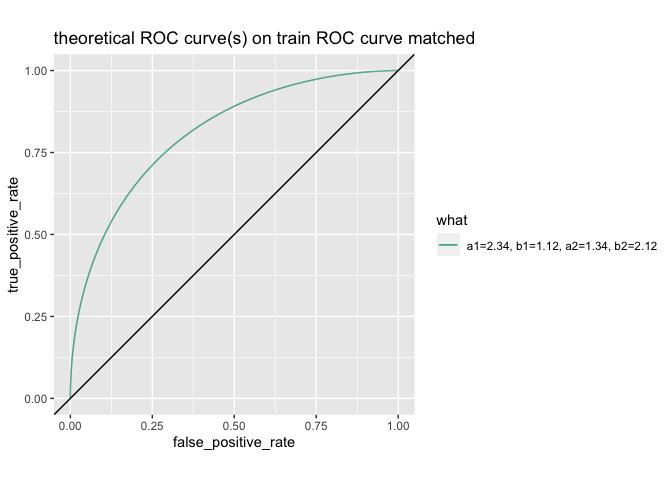 theoretical ROC curve(s) on train ROC curve matched
1.00
0.75
0.50
0.25
0.00
true_positive_rate
0.00 0.25 0.50 0.75 1.00
false_positive_rate
what
a1=2.34, b1=1.12, a2=1.34, b2=2.12